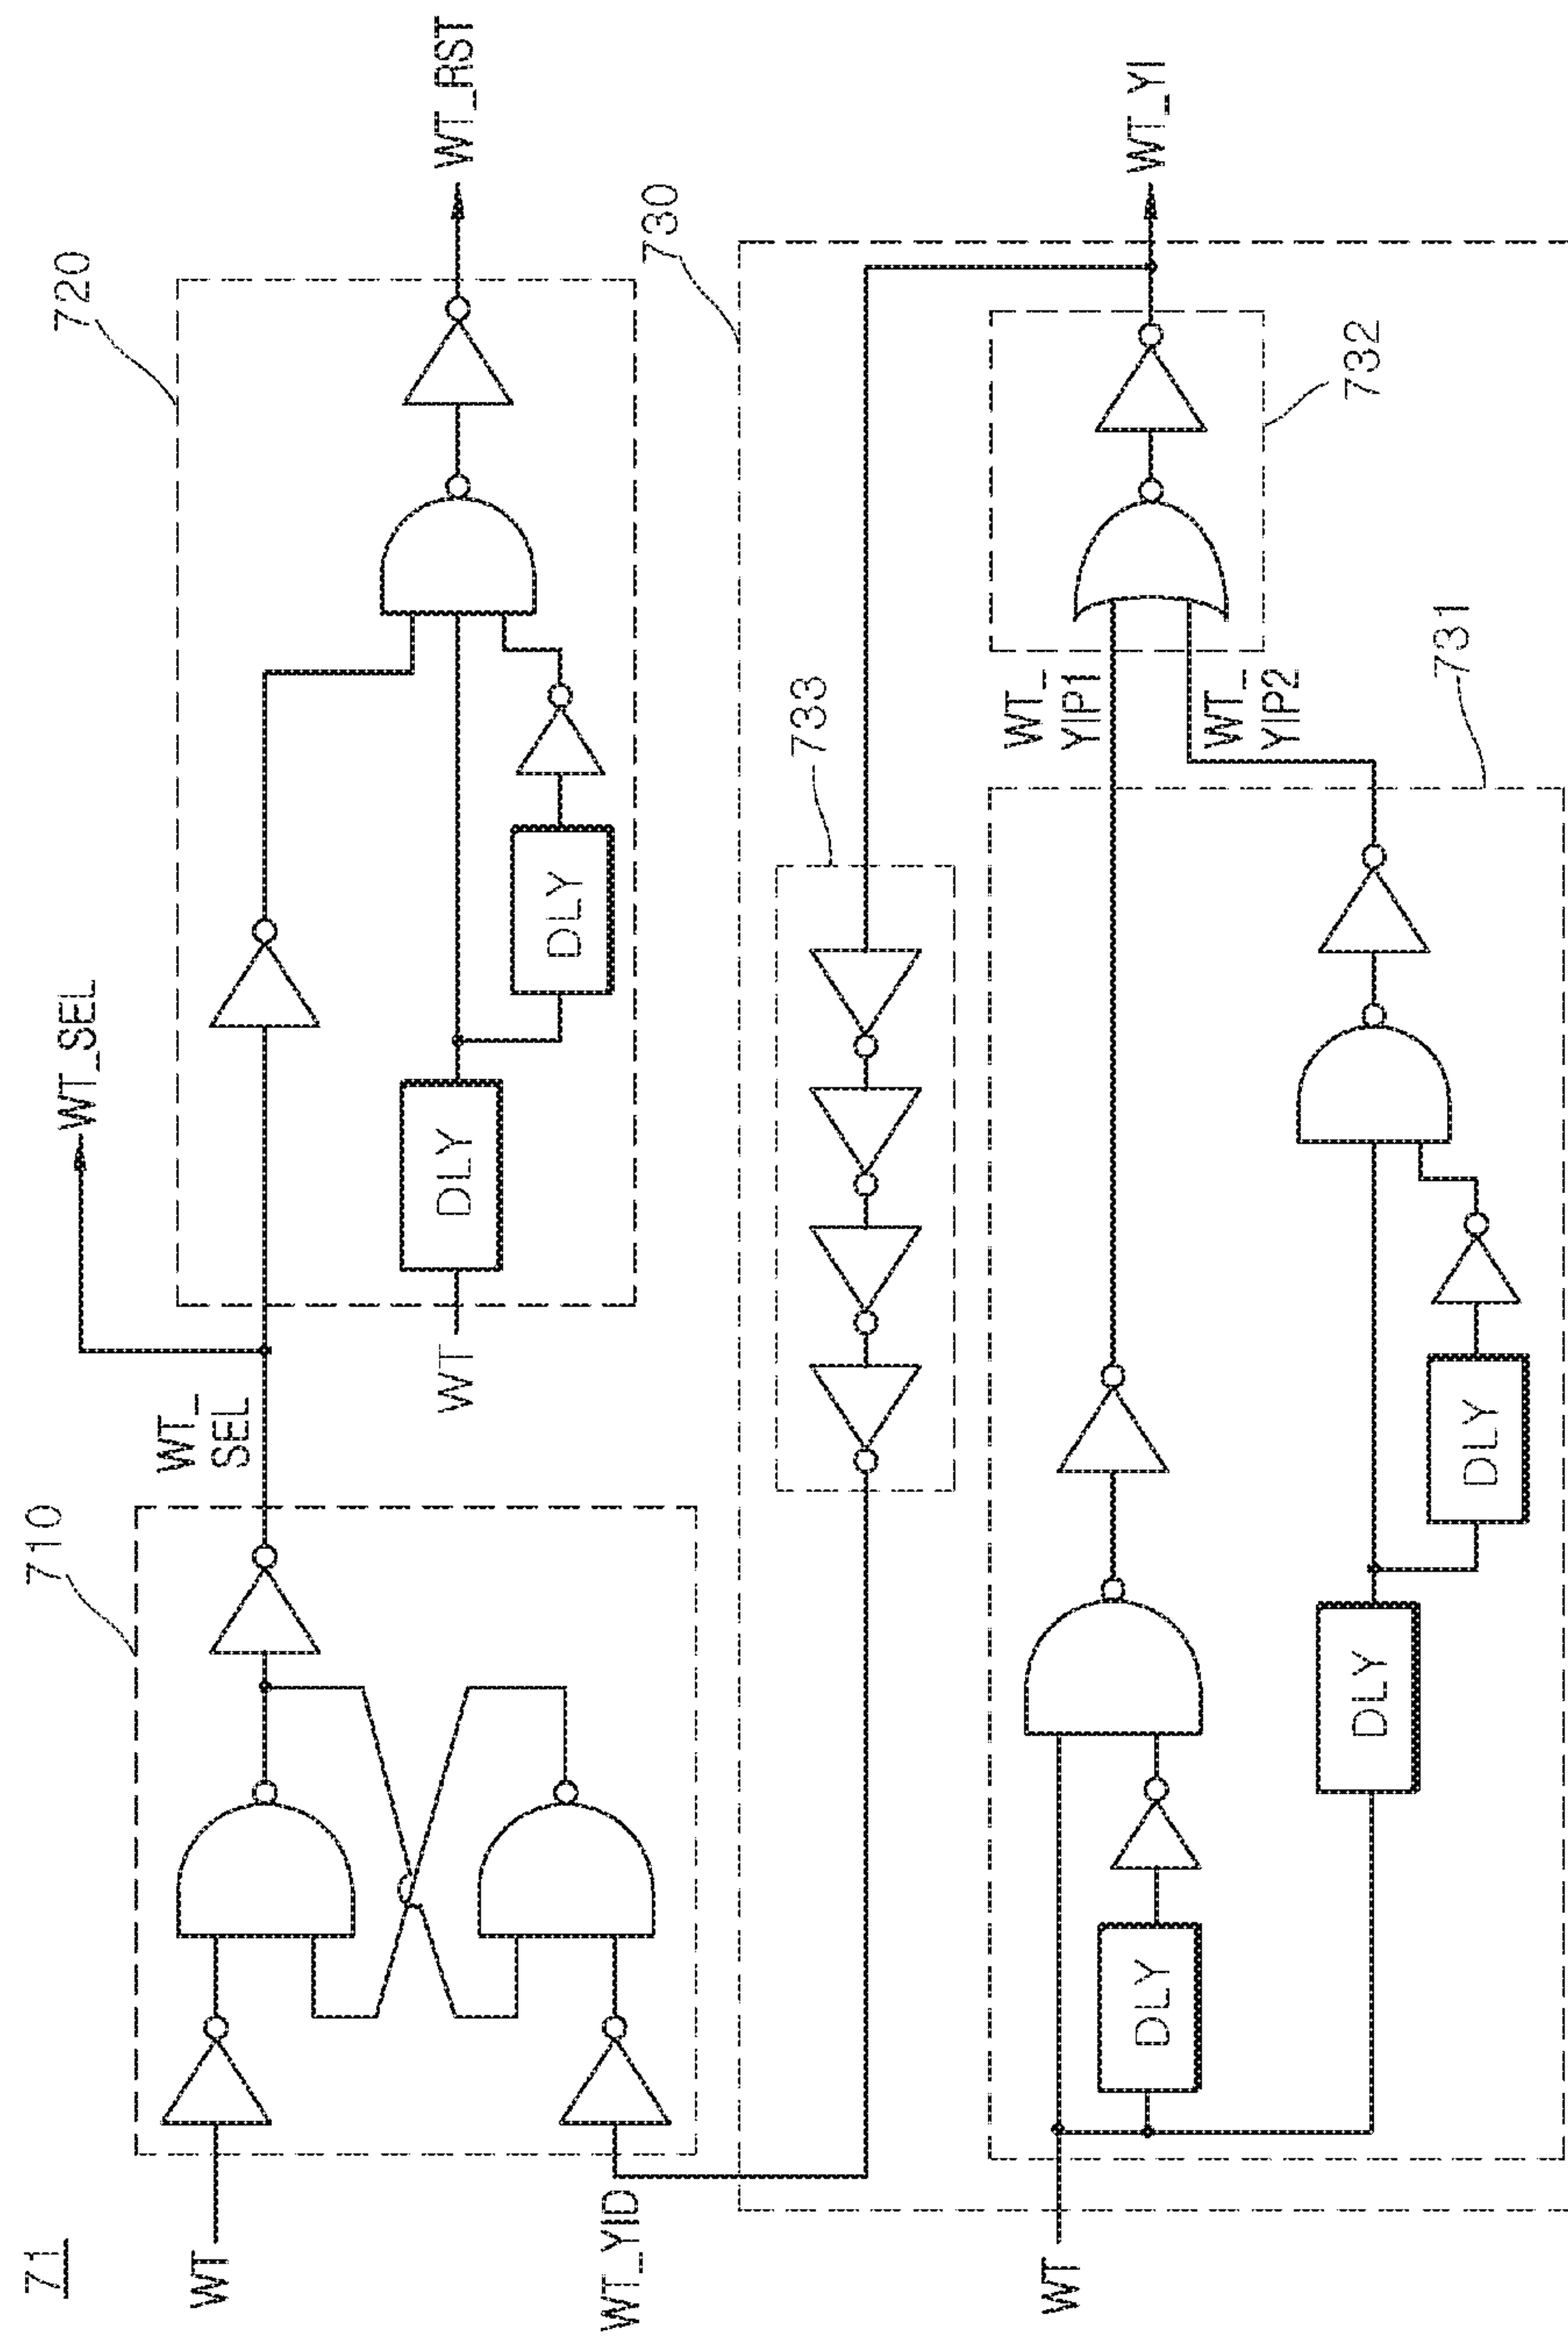 71
710
WT
WT_YID
WT_
SEL
WT_SEL
720
WT
DLY
DLY
WT_RST
730
733
731
WT
DLY
DLY
DLY
WT_
YIP1
WT_
YIP2
732
WT_YI